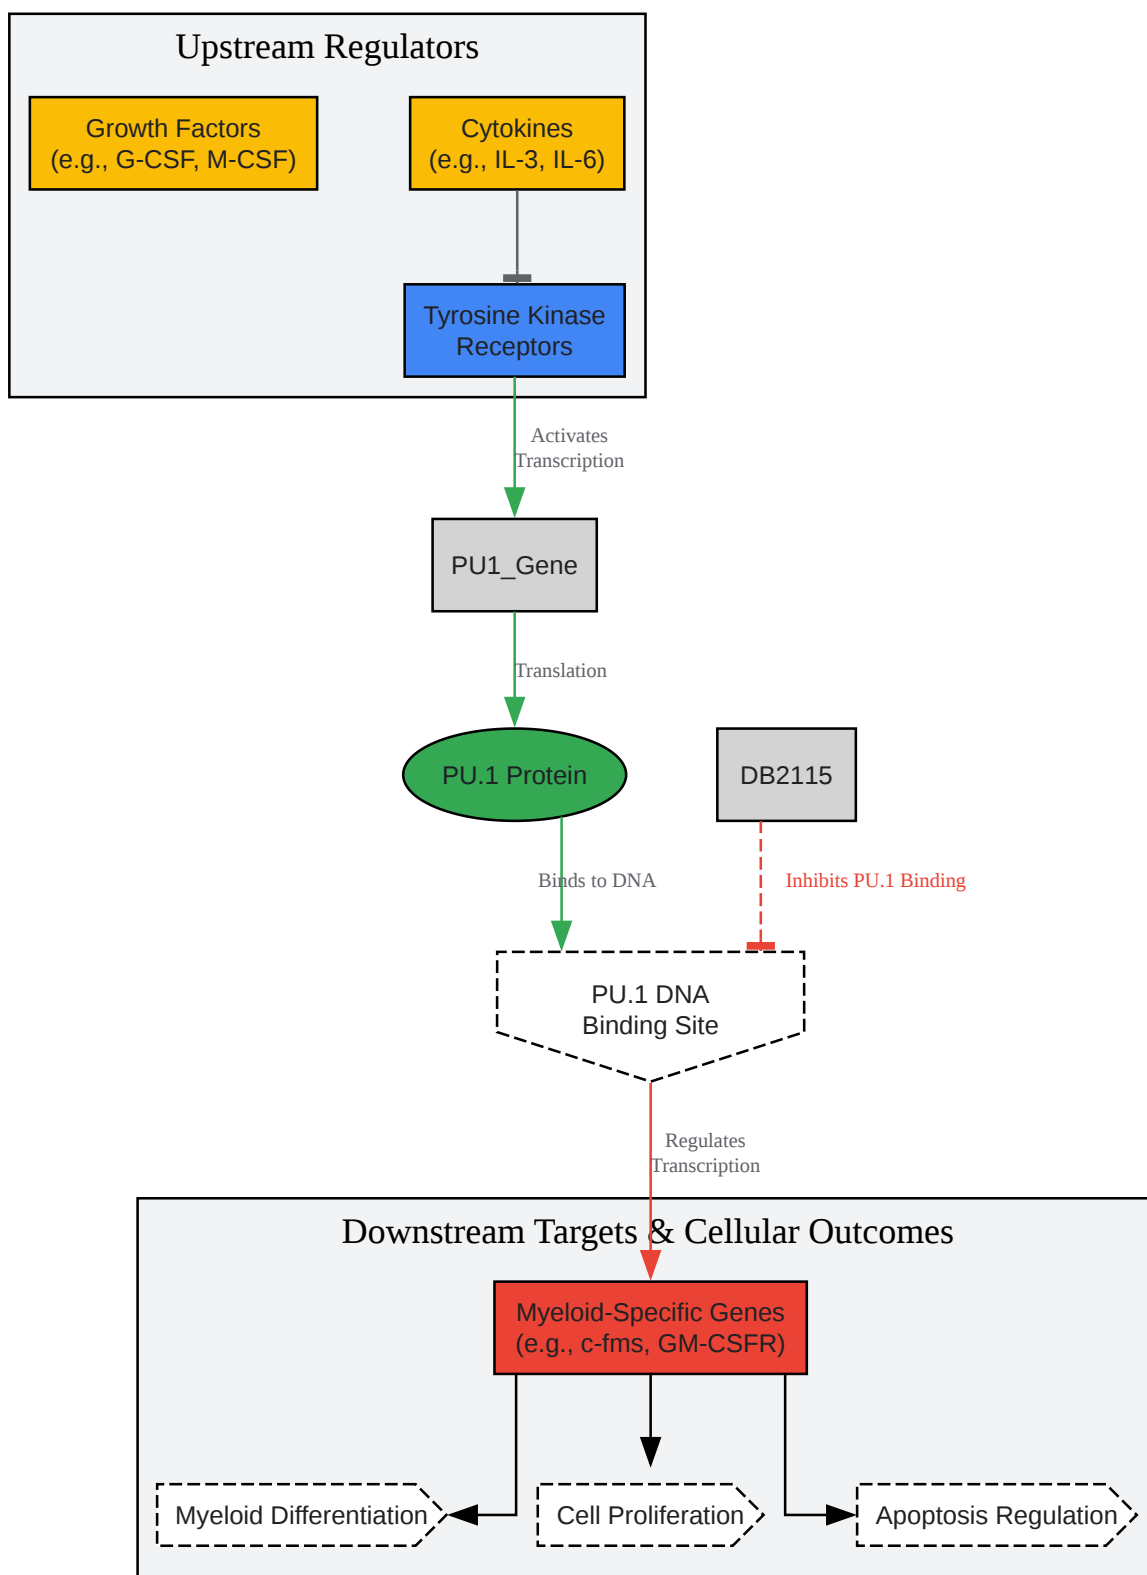 Upstream Regulators
Growth Factors
(e.g., G-CSF, M-CSF)
Cytokines
(e.g., IL-3, IL-6)
Tyrosine Kinase
Receptors
Activates
Transcription
PU1_Gene
Translation
PU.1 Protein
DB2115
Binds to DNA
Inhibits PU.1 Binding
PU.1 DNA
Binding Site
Regulates
Transcription
Downstream Targets & Cellular Outcomes
Myeloid-Specific Genes
(e.g., c-fms, GM-CSFR)
Myeloid Differentiation
Cell Proliferation
Apoptosis Regulation